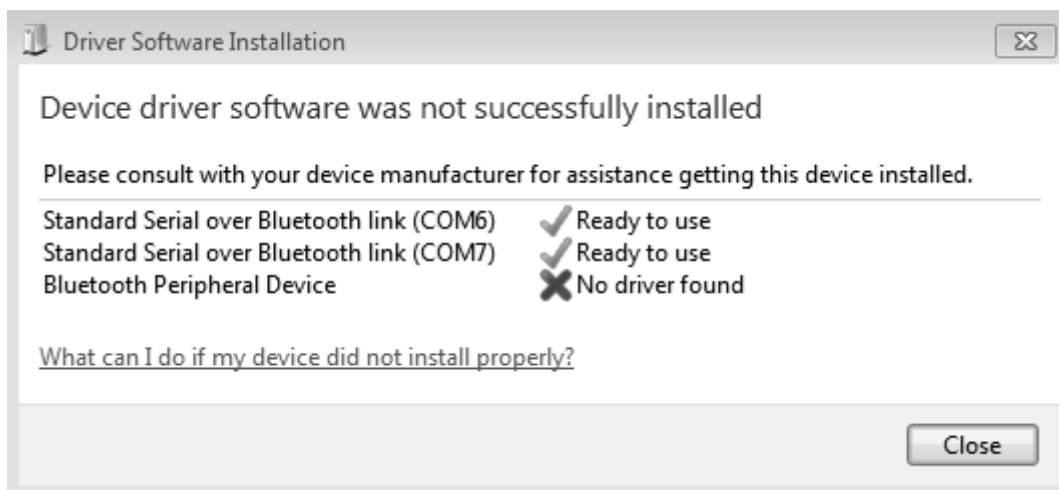 Driver Software Installation
Device driver software was not successfully installed
Please consult with your device manufacturer for assistance getting this device installed.
Standard Serial over Bluetooth link (COM6) Ready to use
Standard Serial over Bluetooth link (COM7) Ready to use
Bluetooth Peripheral Device No driver found
What can I do if my device did not install properly?
Close